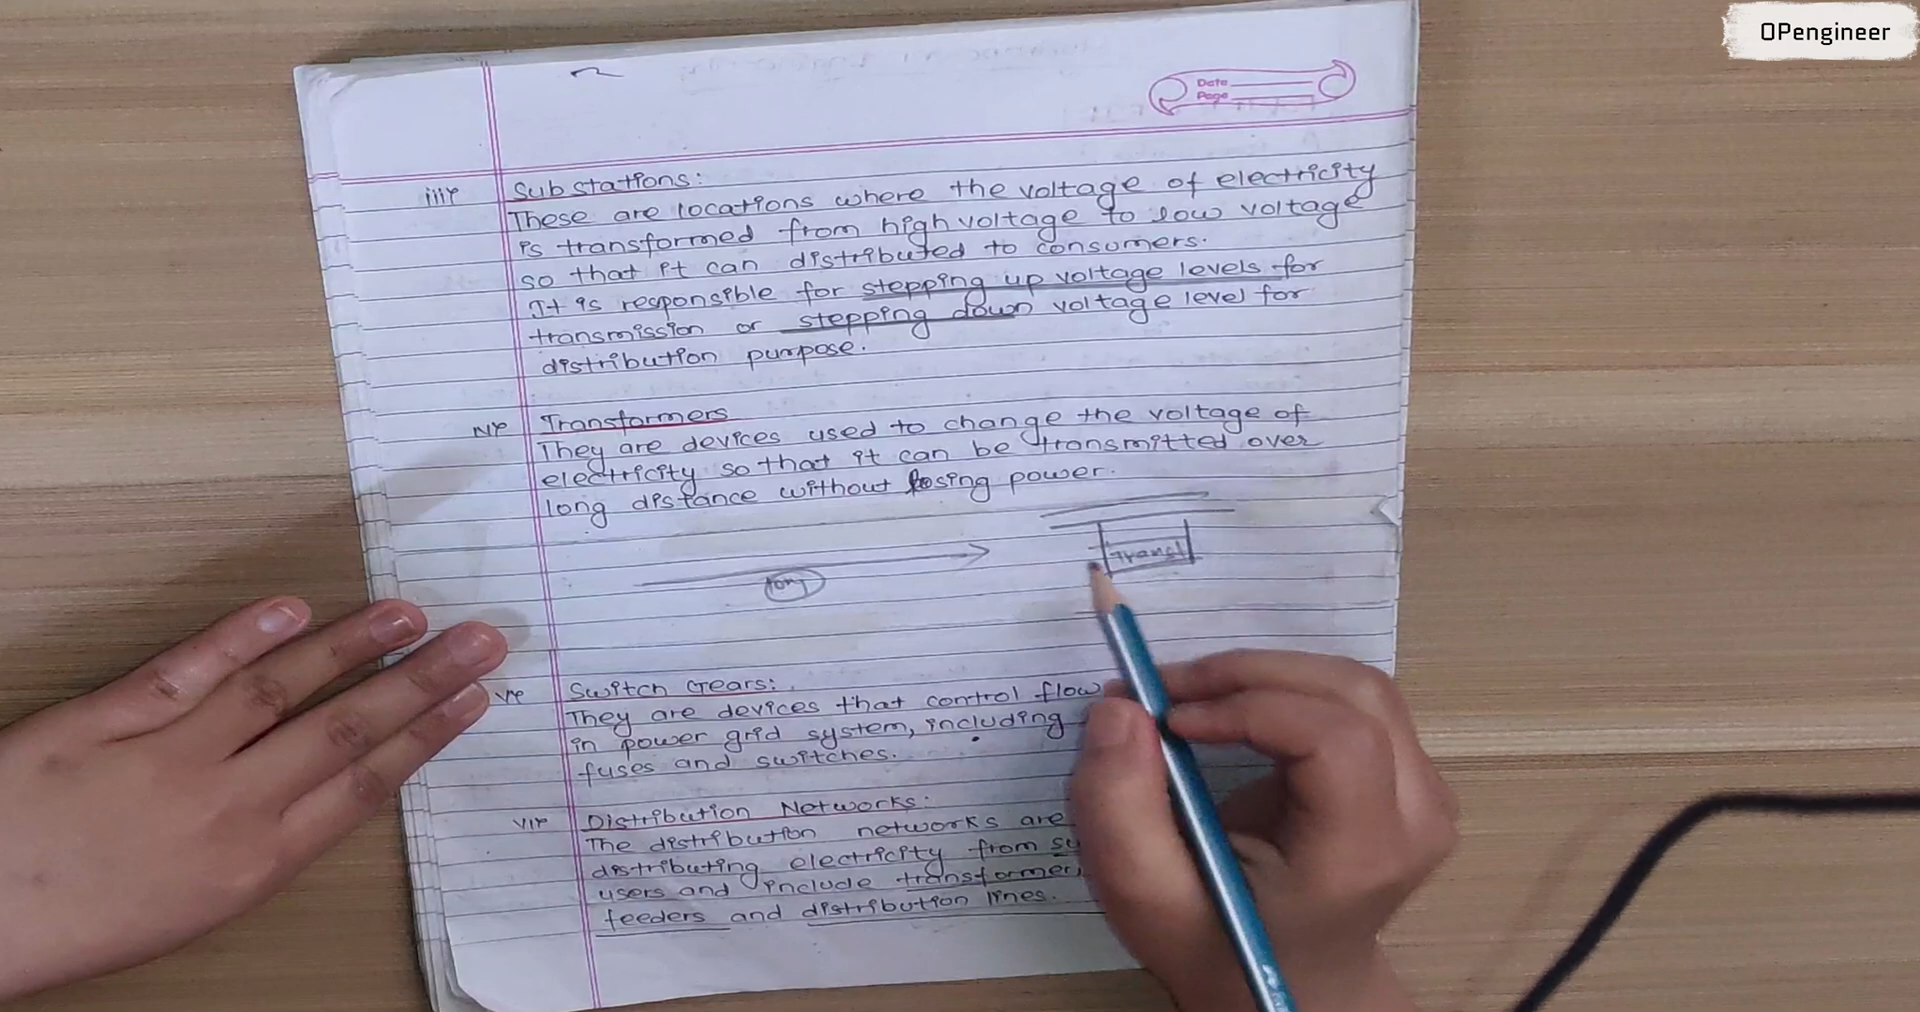 OPengineer
Date
Page
iii) Substations:
These are locations where the voltage of electricity
is transformed from high voltage to low voltage
so that it can distributed to consumers.
It is responsible for stepping up voltage levels for
transmission or stepping down voltage level for
distribution purpose.
iv) Transformers
They are devices used to change the voltage of
electricity so that it can be transmitted over
long distance without losing power.
long
transf
v) Switch Gears:
They are devices that control flow
in power grid system, including
fuses and switches.
vi) Distribution Networks:
The distribution networks are
distributing electricity from su
users and include transformer,
feeders and distribution lines.